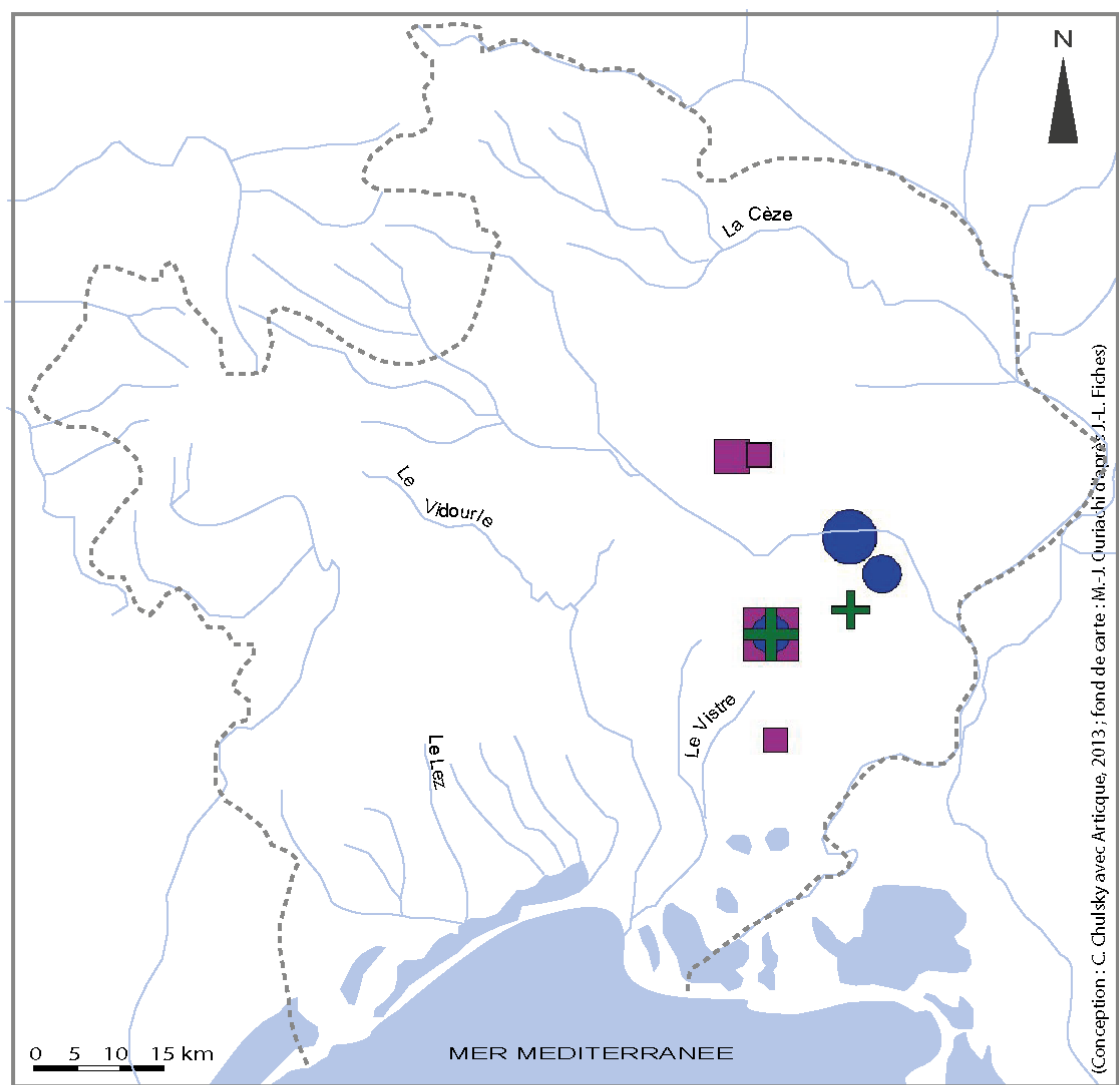 N
La Cèze
Le Vidourle
Le Vistre
Le Lez
0 5 10 15 km
MER MEDITERRANEE
(Conception : C. Chulsky avec Articque, 2013 ; fond de carte : M.-J. Ouriachi d'après J.-L. Fiches)